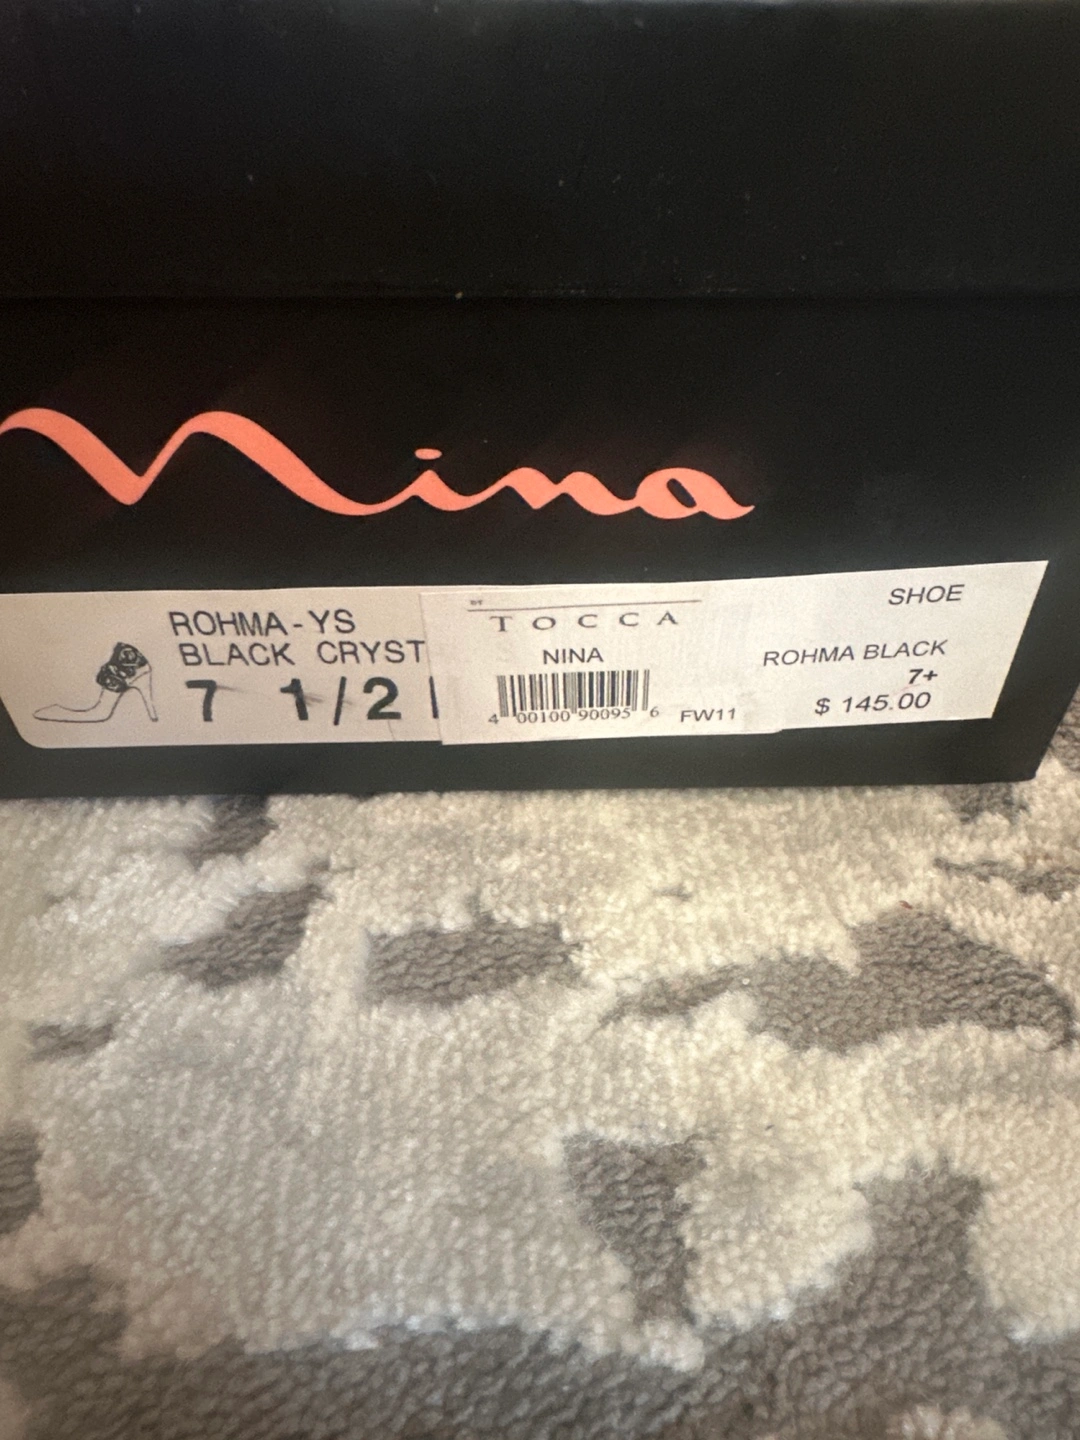 Nina
ROHMA-YS
BLACK CRYST
7 1/2
BY
TOCCA
NINA
4 00100 90095 6
FW11
SHOE
ROHMA BLACK
7+
$ 145.00